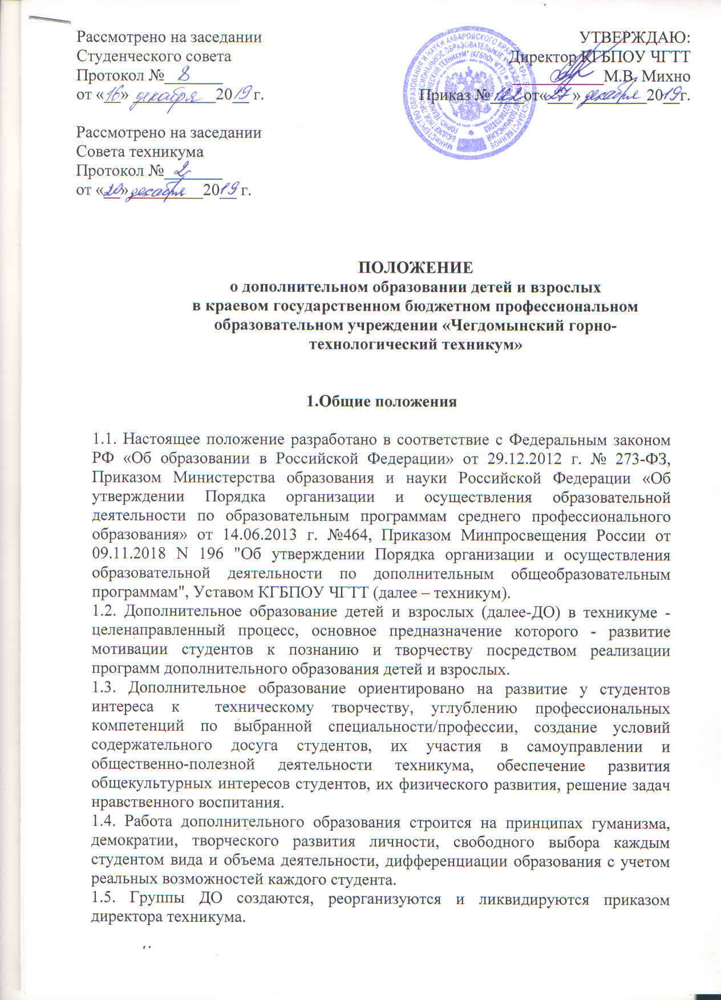 Рассмотрено на заседании
Студенческого совета
Протокол № 8
от «16» декабря 2019 г.
УТВЕРЖДАЮ:
Директор КГБПОУ ЧГТТ
М.В. Михно
Приказ № 122 от «27» декабря 2019г.
Рассмотрено на заседании
Совета техникума
Протокол № 2
от «20» декабря 2019 г.
ПОЛОЖЕНИЕ
о дополнительном образовании детей и взрослых
в краевом государственном бюджетном профессиональном
образовательном учреждении «Чегдомынский горно-
технологический техникум»
1.Общие положения
1.1. Настоящее положение разработано в соответствие с Федеральным законом
РФ «Об образовании в Российской Федерации» от 29.12.2012 г. № 273-ФЗ,
Приказом Министерства образования и науки Российской Федерации «Об
утверждении Порядка организации и осуществления образовательной
деятельности по образовательным программам среднего профессионального
образования» от 14.06.2013 г. №464, Приказом Минпросвещения России от
09.11.2018 N 196 "Об утверждении Порядка организации и осуществления
образовательной деятельности по дополнительным общеобразовательным
программам", Уставом КГБПОУ ЧГТТ (далее – техникум).
1.2. Дополнительное образование детей и взрослых (далее-ДО) в техникуме -
целенаправленный процесс, основное предназначение которого - развитие
мотивации студентов к познанию и творчеству посредством реализации
программ дополнительного образования детей и взрослых.
1.3. Дополнительное образование ориентировано на развитие у студентов
интереса к техническому творчеству, углублению профессиональных
компетенций по выбранной специальности/профессии, создание условий
содержательного досуга студентов, их участия в самоуправлении и
общественно-полезной деятельности техникума, обеспечение развития
общекультурных интересов студентов, их физического развития, решение задач
нравственного воспитания.
1.4. Работа дополнительного образования строится на принципах гуманизма,
демократии, творческого развития личности, свободного выбора каждым
студентом вида и объема деятельности, дифференциации образования с учетом
реальных возможностей каждого студента.
1.5. Группы ДО создаются, реорганизуются и ликвидируются приказом
директора техникума.